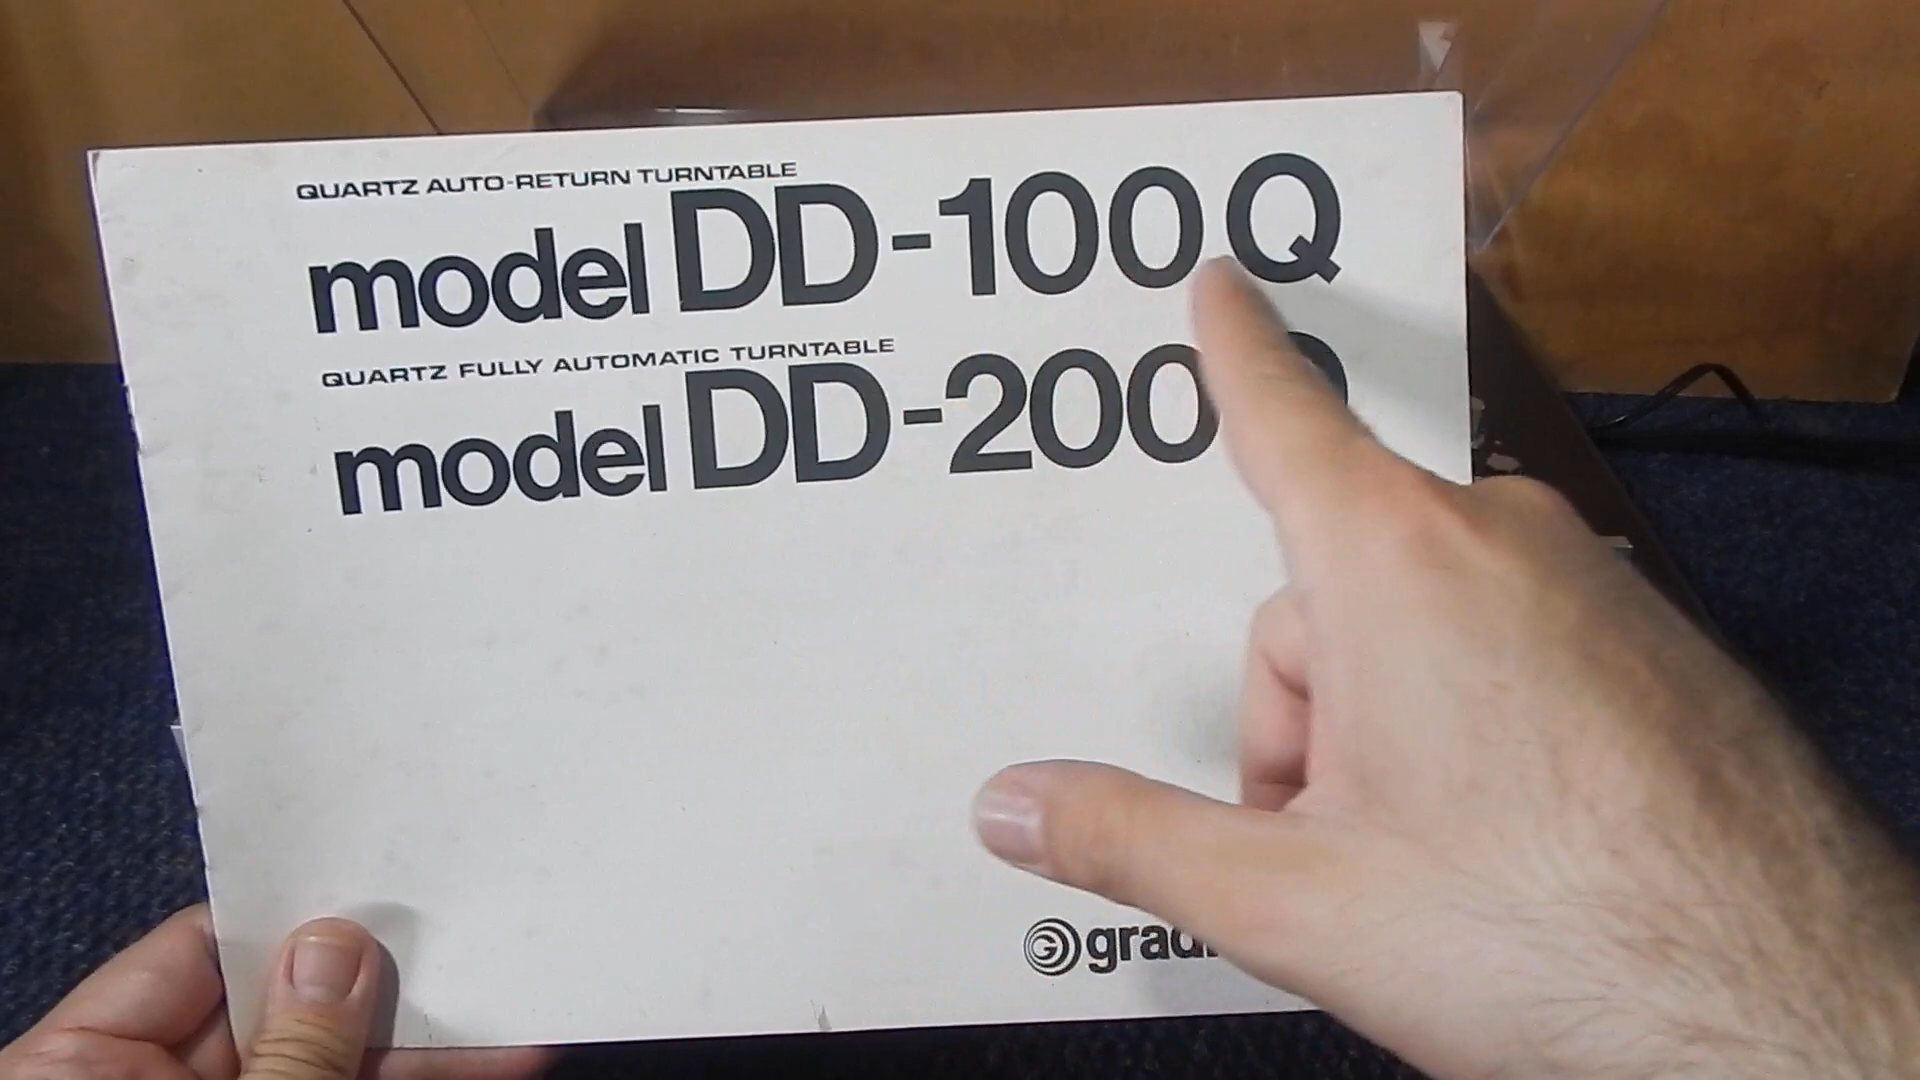 QUARTZ AUTO-RETURN TURNTABLE
model DD-100Q
QUARTZ FULLY AUTOMATIC TURNTABLE
model DD-200